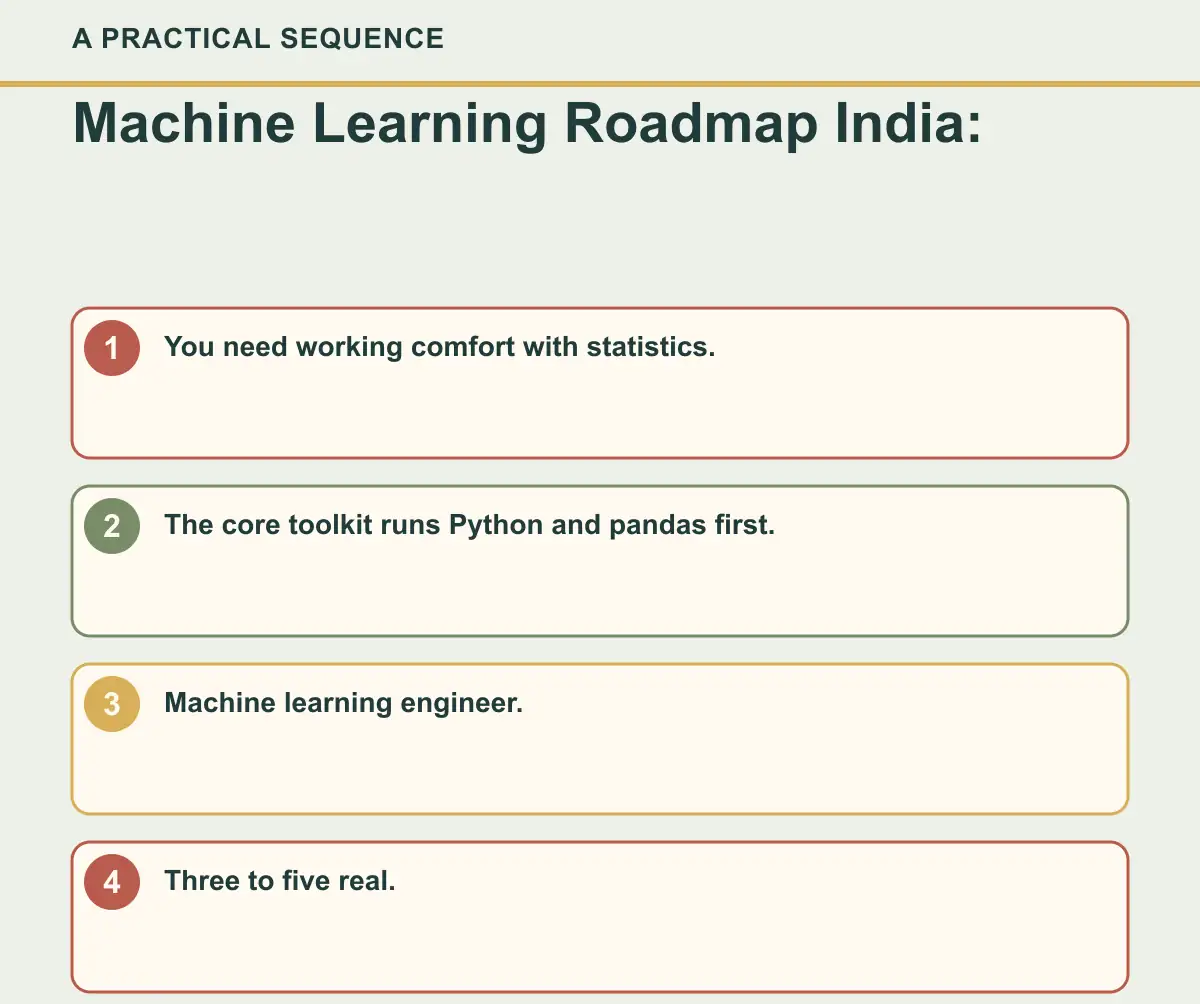 A PRACTICAL SEQUENCE
Machine Learning Roadmap India:
1 You need working comfort with statistics.
2 The core toolkit runs Python and pandas first.
3 Machine learning engineer.
4 Three to five real.